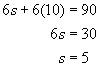 6s + 6(10) = 90
6s = 30
s = 5